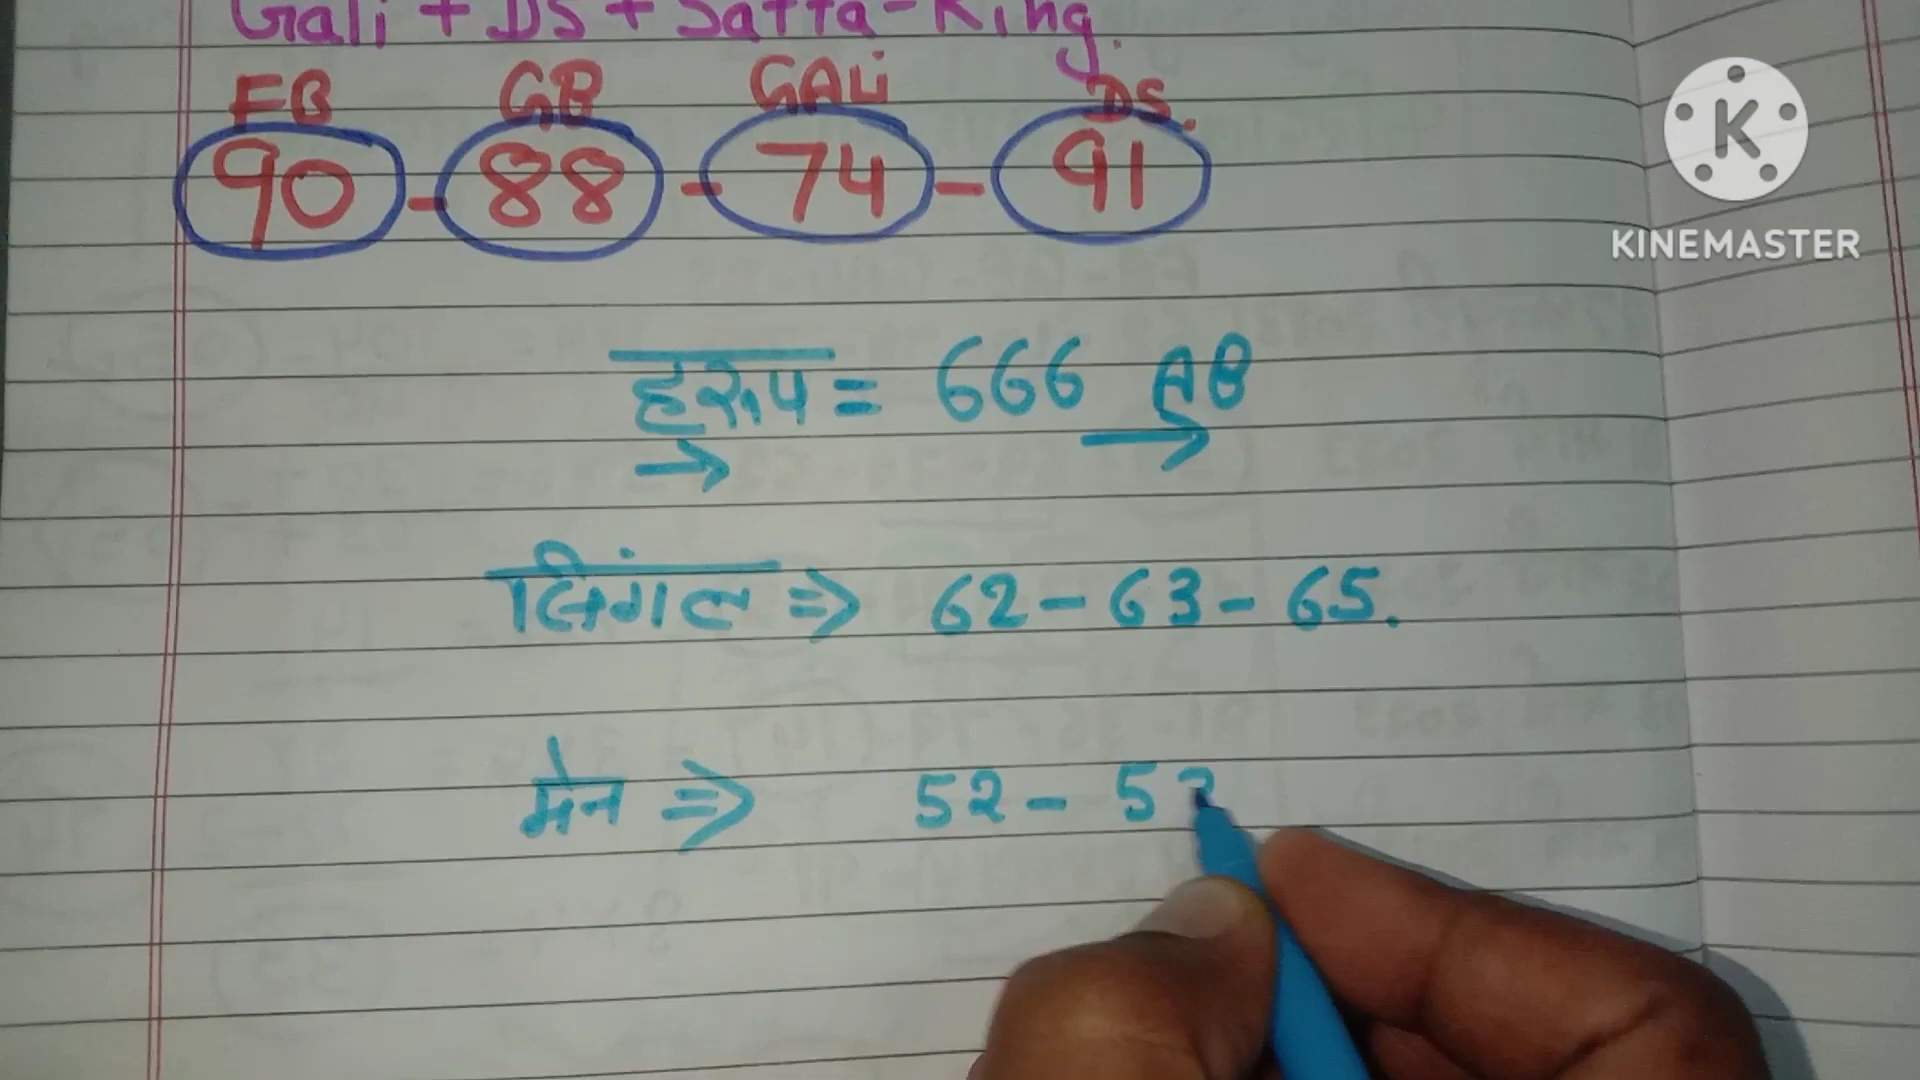 Gali + DS + Satta-King.
FB GB GALi DS.
90 - 88 - 74 - 91
हरुप = 666 AB
सिंगल ⇒ 62 - 63 - 65.
मेन ⇒ 52 - 5
KINEMASTER